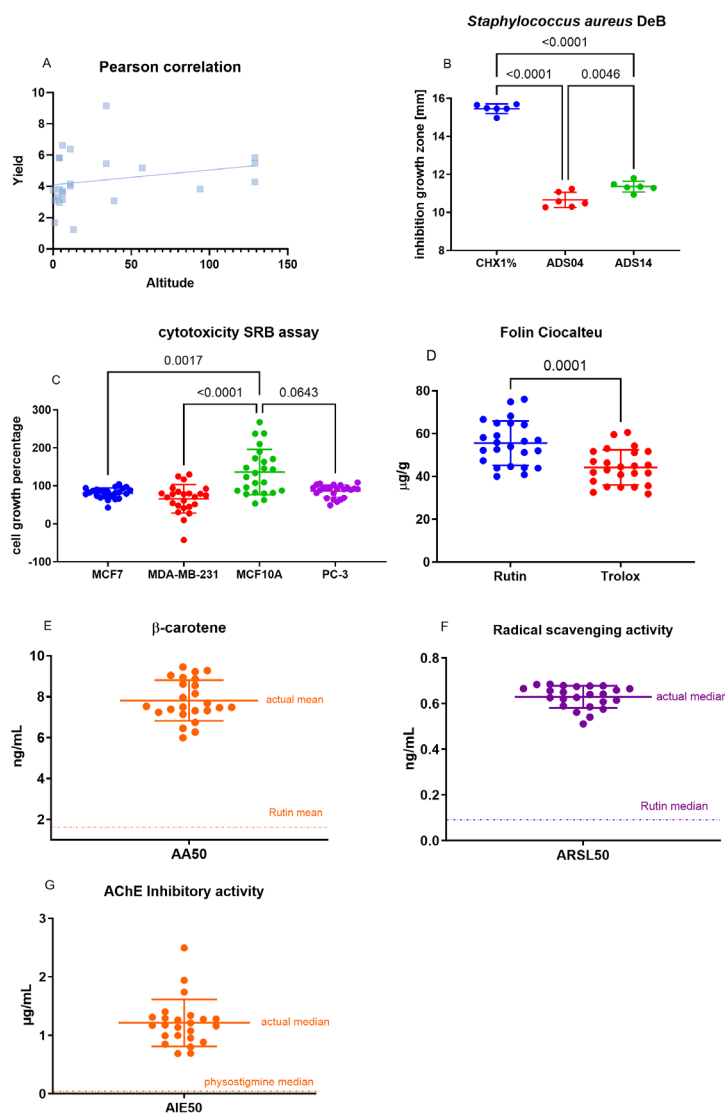 A
Pearson correlation
10
8
6
4
2
0
Yield
0
50
100
150
Altitude
Staphylococcus aureus DeB
B
<0.0001
<0.0001
0.0046
16
14
12
10
8
inhibition growth zone [mm]
CHX1%
ADS04
ADS14
cytotoxicity SRB assay
C
0.0017
<0.0001
0.0643
300
200
100
0
-100
cell growth percentage
MCF7
MDA-MB-231
MCF10A
PC-3
Folin Ciocalteu
D
0.0001
80
60
40
20
0
µg/g
Rutin
Trolox
E
β-carotene
10
8
6
4
2
ng/mL
actual mean
Rutin mean
AA50
F
Radical scavenging activity
0.8
0.6
0.4
0.2
0.0
ng/mL
actual median
Rutin median
ARSL50
G
AChE Inhibitory activity
3
2
1
0
µg/mL
actual median
physostigmine median
AIE50